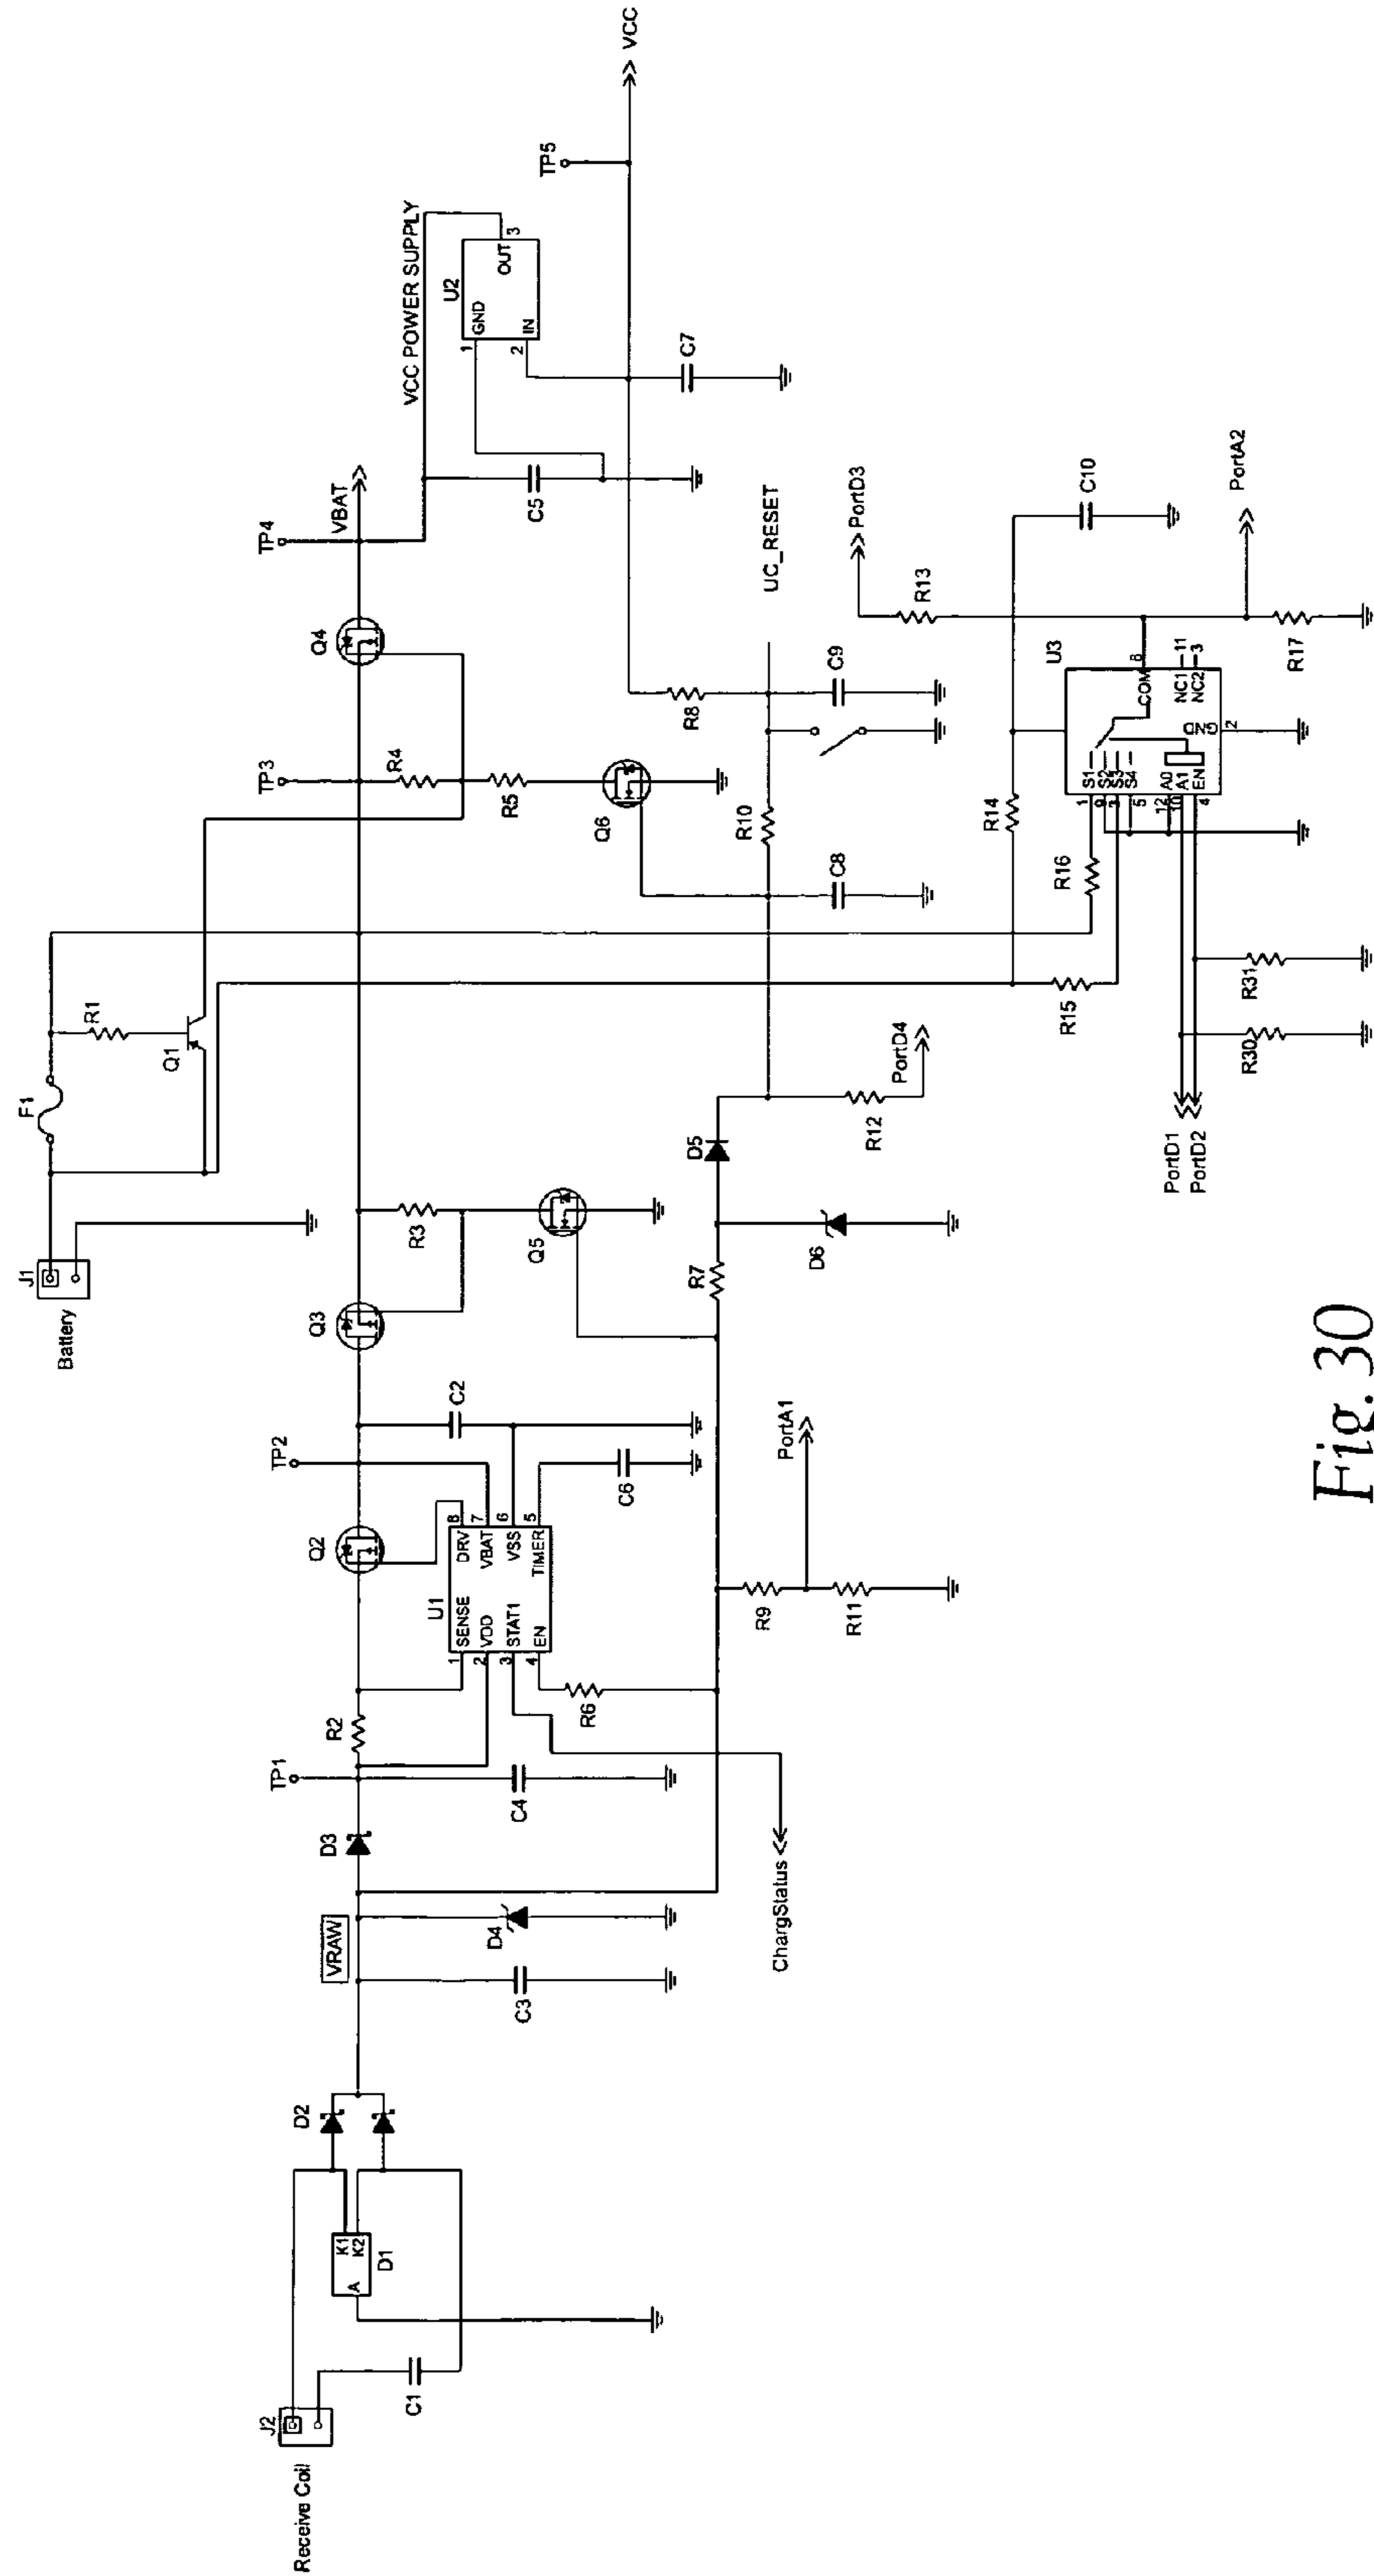 Receive Coil
J2
C1
A
K1
K2
D1
D2
C3
VRAW
D4
D3
TP1
C4
R2
U1
SENSE
VDD
STAT1
EN
1
2
3
4
DRV
VBAT
VSS
TIMER
8
7
6
5
R6
ChargStatus
Q2
TP2
C2
C6
R9
R11
PortA1
Q3
Battery
J1
F1
R1
Q1
R3
Q5
R7
D6
D5
R12
PortD4
TP3
R4
R5
Q6
Q4
TP4
VBAT
VCC POWER SUPPLY
U2
GND
IN
OUT
1
2
3
C5
C7
TP5
VCC
R8
R10
C8
C9
UC_RESET
PortD3
R13
R14
C10
U3
S1
S2
S3
S4
A0
A1
EN
1
9
3
5
12
10
4
COM
8
NC1
11
NC2
3
GND
2
R16
R15
R17
PortA2
R30
R31
PortD1
PortD2
Fig. 30